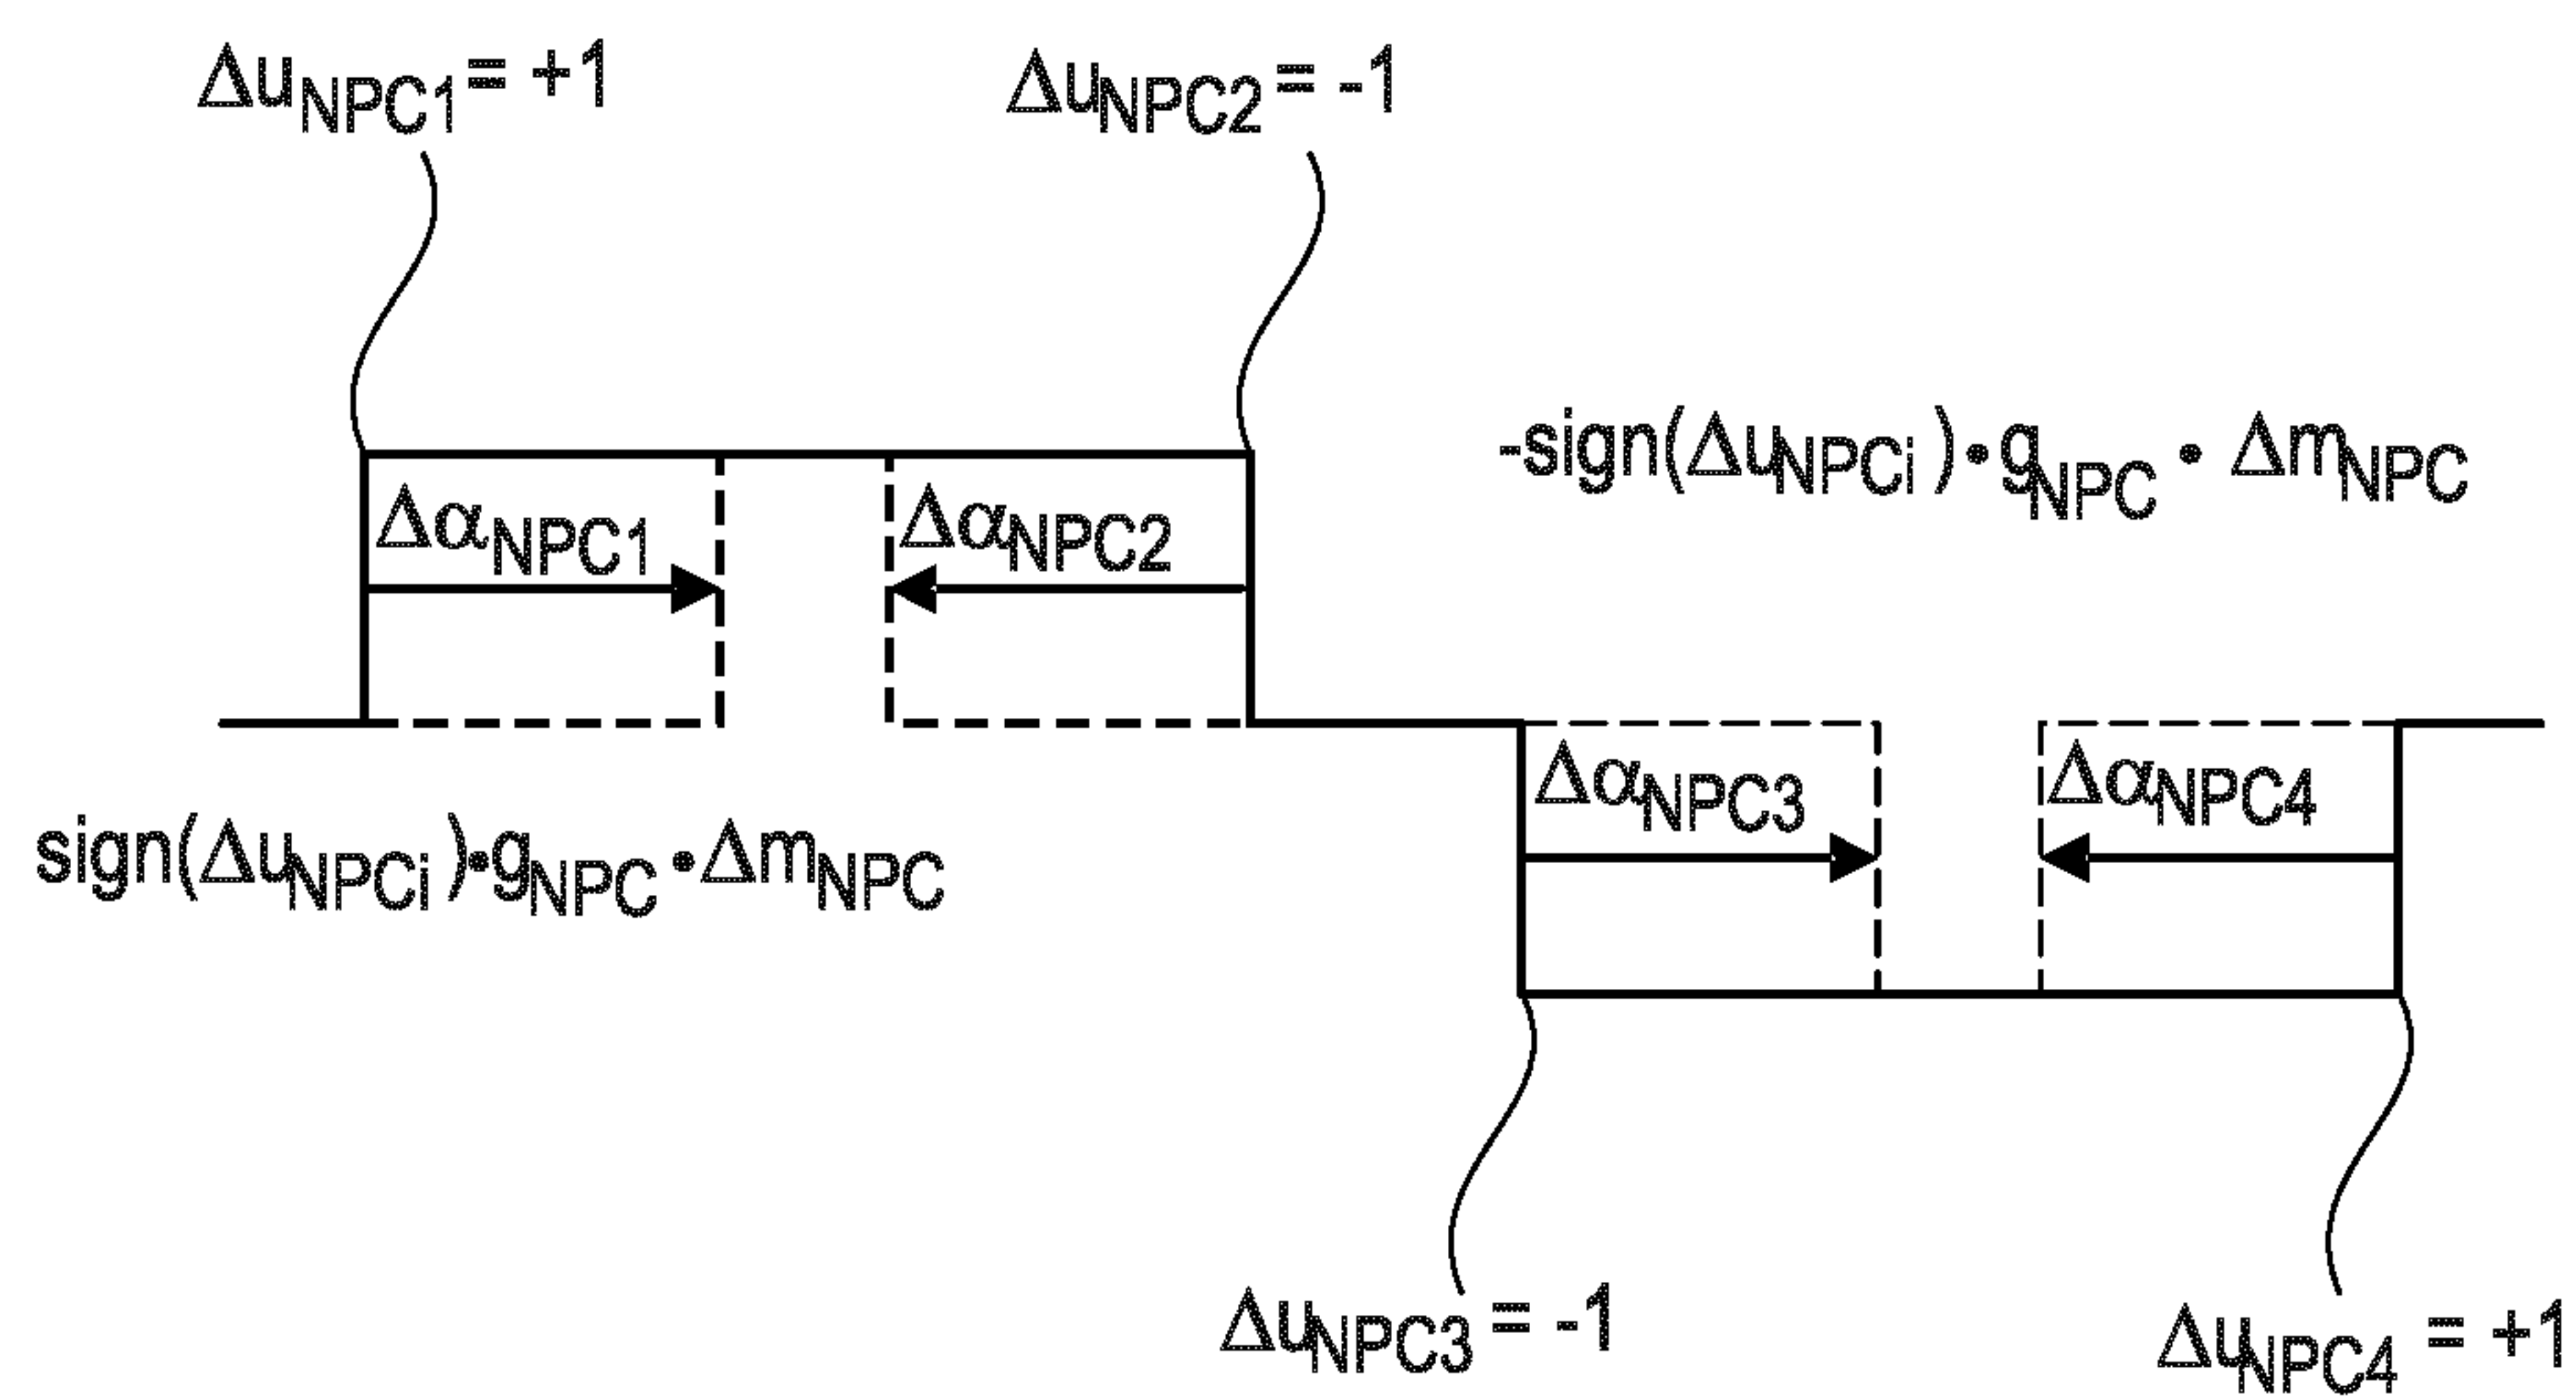 Δu_NPC1 = +1
Δu_NPC2 = -1
-sign(Δu_NPCi)•g_NPC • Δm_NPC
Δα_NPC1
Δα_NPC2
Δα_NPC3
Δα_NPC4
sign(Δu_NPCi)•g_NPC•Δm_NPC
Δu_NPC3 = -1
Δu_NPC4 = +1